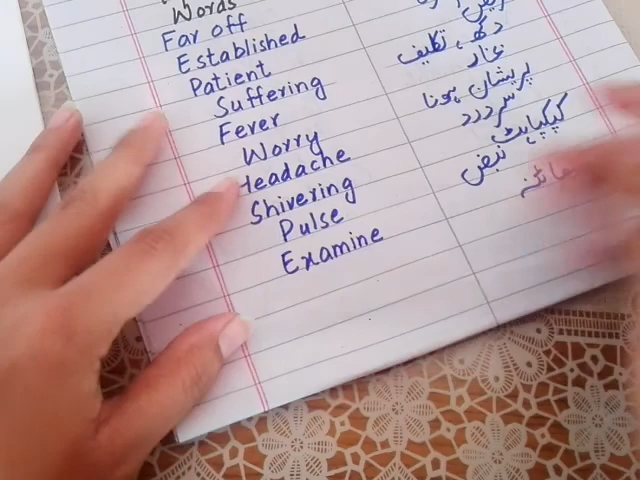 Words
Far off
Established
Patient
Suffering دکھ، تکلیف
Fever بخار
Worry پریشان ہونا
Headache سر درد
Shivering کپکپاہٹ
Pulse نبض
Examine